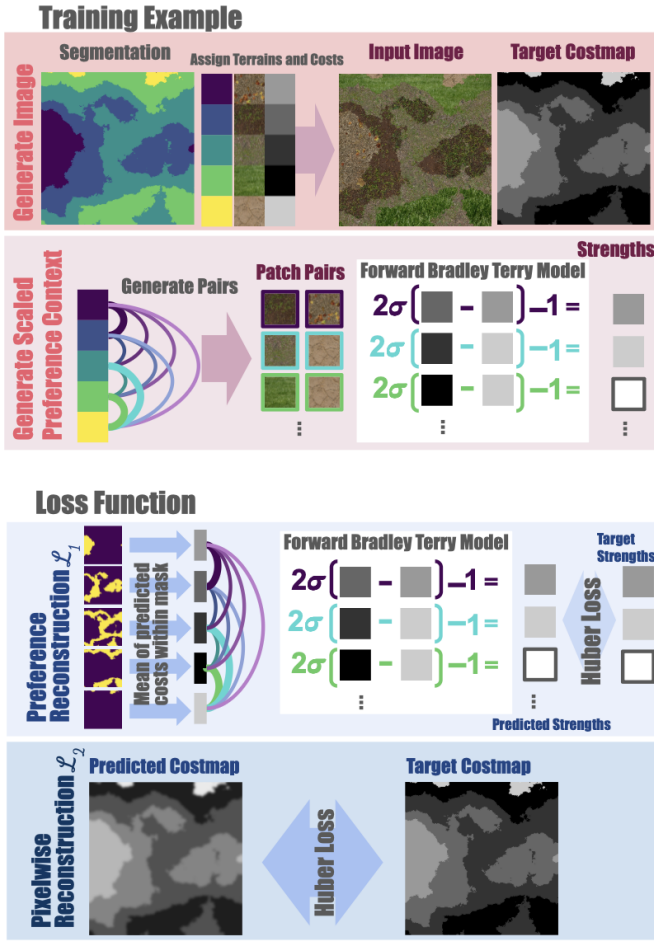 Training Example
Generate Image
Segmentation
Assign Terrains and Costs
Input Image
Target Costmap
Generate Scaled
Preference Context
Generate Pairs
Patch Pairs
Forward Bradley Terry Model
Strengths
2σ( - ) -1 =
2σ( - ) -1 =
2σ( - ) -1 =
...
...
...
Loss Function
Preference
Reconstruction ℒ1
Mean of predicted
costs within mask
Forward Bradley Terry Model
2σ( - ) -1 =
2σ( - ) -1 =
2σ( - ) -1 =
...
...
Predicted Strengths
Huber Loss
Target
Strengths
Pixelwise
Reconstruction ℒ2
Predicted Costmap
Huber Loss
Target Costmap